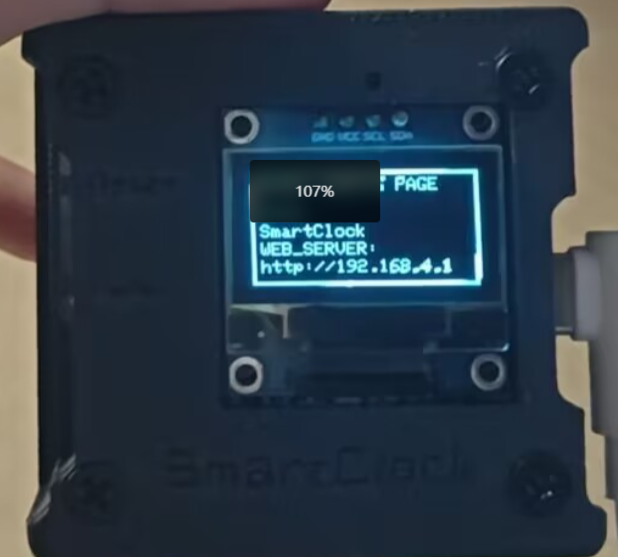 GND VCC SCL SDA
PAGE
107%
SmartClock
WEB_SERVER:
http://192.168.4.1
SmartClock